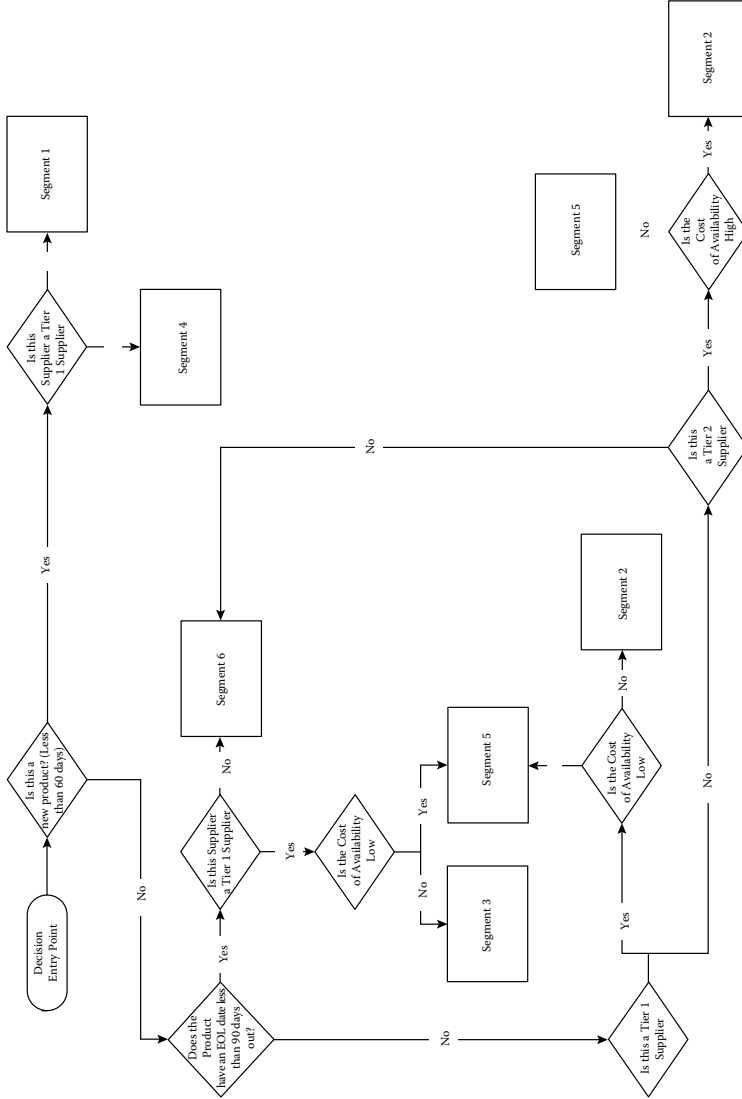 Decision
Entry Point
Is this a
new product? (Less
than 60 days)
Yes
Is this
Supplier a Tier
1 Supplier
Segment 1
Segment 4
No
Does the
Product
have an EOL date less
than 90 days
out?
Yes
Is this Supplier
a Tier 1 Supplier
No
Segment 6
Yes
Is the Cost
of Availability
Low
No
Segment 3
Yes
Segment 5
No
Is this a Tier 1
Supplier
Yes
Is the Cost
of Availability
Low
No
Segment 2
No
Is this
a Tier 2
Supplier
No
Yes
Is the
Cost
of Availability
High
No
Segment 5
Yes
Segment 2